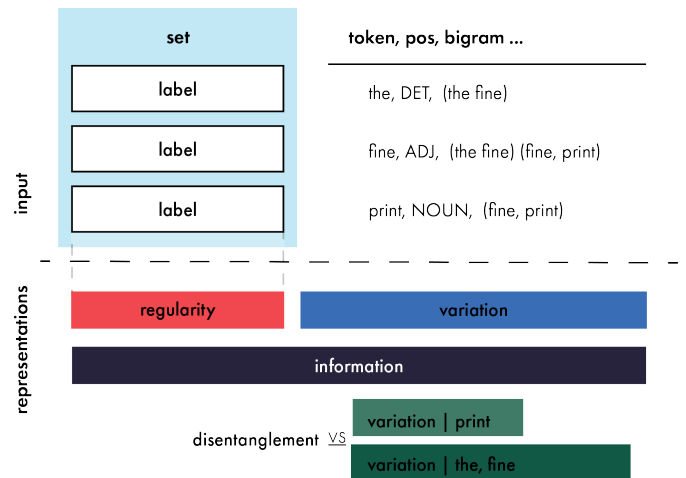 set
token, pos, bigram ...
label
the, DET, (the fine)
label
fine, ADJ, (the fine) (fine, print)
label
print, NOUN, (fine, print)
input
regularity
variation
information
representations
variation | print
disentanglement VS
variation | the, fine